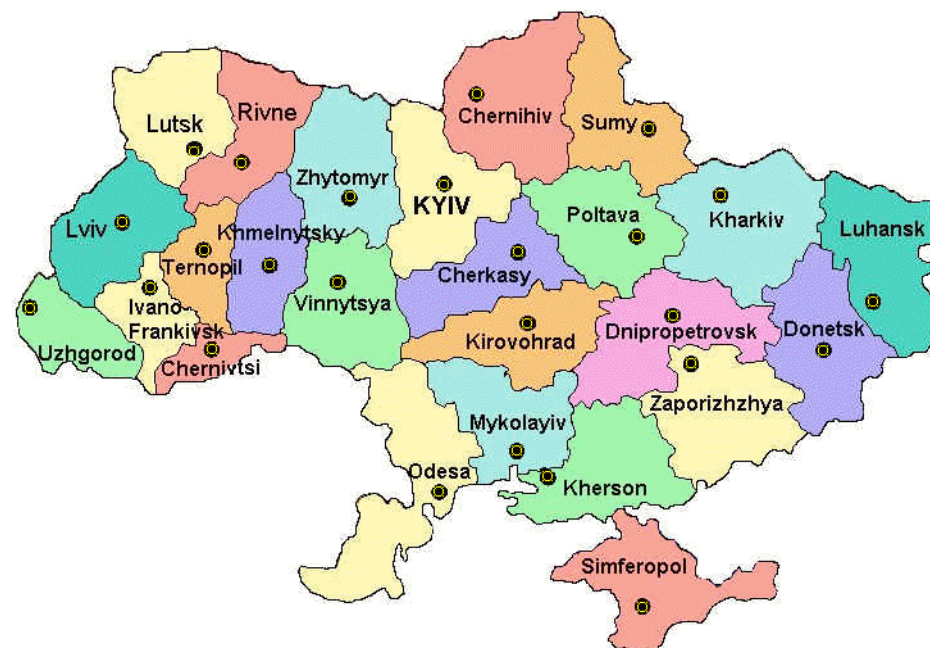 Rivne
Chernihiv
Lutsk
Sumy
Zhytomyr
KYIV
Poltava
Kharkiv
Lviv
Khmelnytsky
Luhansk
Ternopil
Cherkasy
Ivano-
Frankivsk
Vinnytsya
Dnipropetrovsk
Donetsk
Kirovohrad
Uzhgorod
Chernivtsi
Zaporizhzhya
Mykolayiv
Odesa
Kherson
Simferopol